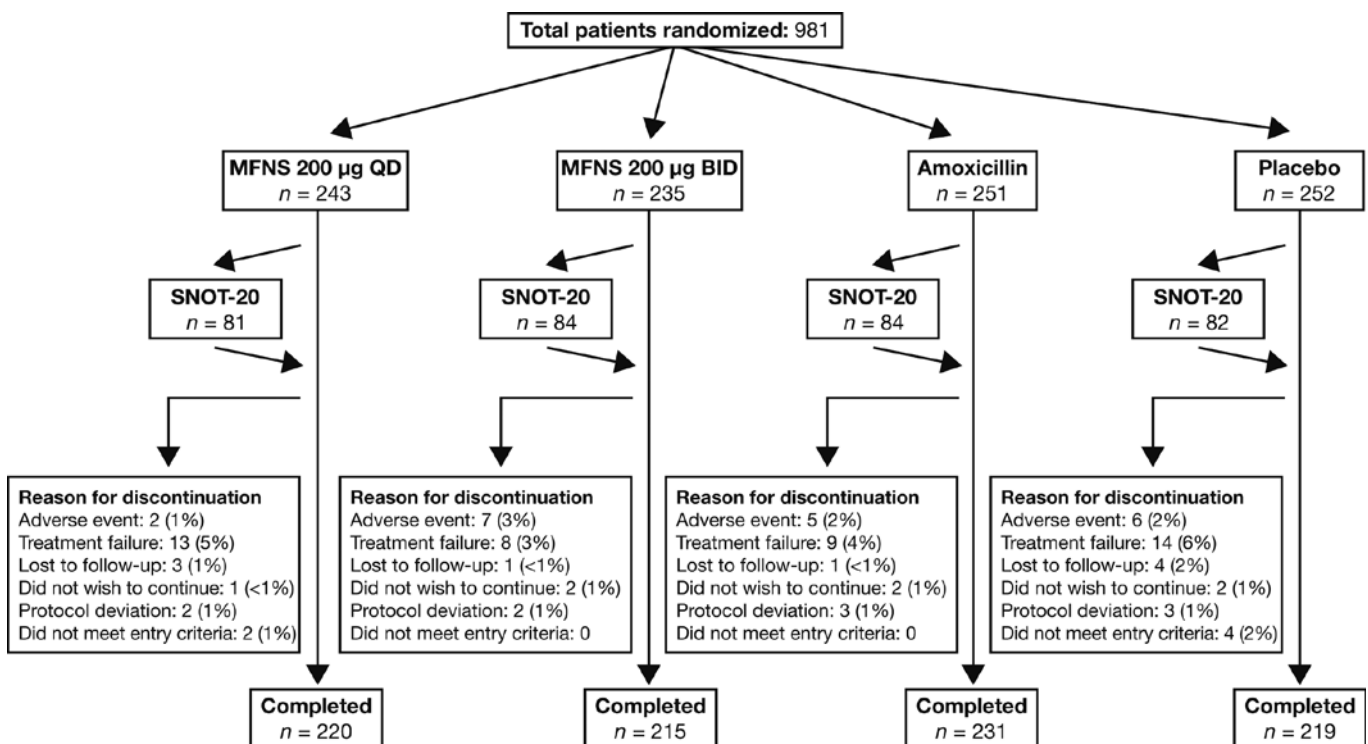 Total patients randomized: 981
MFNS 200 µg QD
n = 243
MFNS 200 µg BID
n = 235
Amoxicillin
n = 251
Placebo
n = 252
SNOT-20
n = 81
SNOT-20
n = 84
SNOT-20
n = 84
SNOT-20
n = 82
Reason for discontinuation
Adverse event: 2 (1%)
Treatment failure: 13 (5%)
Lost to follow-up: 3 (1%)
Did not wish to continue: 1 (<1%)
Protocol deviation: 2 (1%)
Did not meet entry criteria: 2 (1%)
Reason for discontinuation
Adverse event: 7 (3%)
Treatment failure: 8 (3%)
Lost to follow-up: 1 (<1%)
Did not wish to continue: 2 (1%)
Protocol deviation: 2 (1%)
Did not meet entry criteria: 0
Reason for discontinuation
Adverse event: 5 (2%)
Treatment failure: 9 (4%)
Lost to follow-up: 1 (<1%)
Did not wish to continue: 2 (1%)
Protocol deviation: 3 (1%)
Did not meet entry criteria: 0
Reason for discontinuation
Adverse event: 6 (2%)
Treatment failure: 14 (6%)
Lost to follow-up: 4 (2%)
Did not wish to continue: 2 (1%)
Protocol deviation: 3 (1%)
Did not meet entry criteria: 4 (2%)
Completed
n = 220
Completed
n = 215
Completed
n = 231
Completed
n = 219